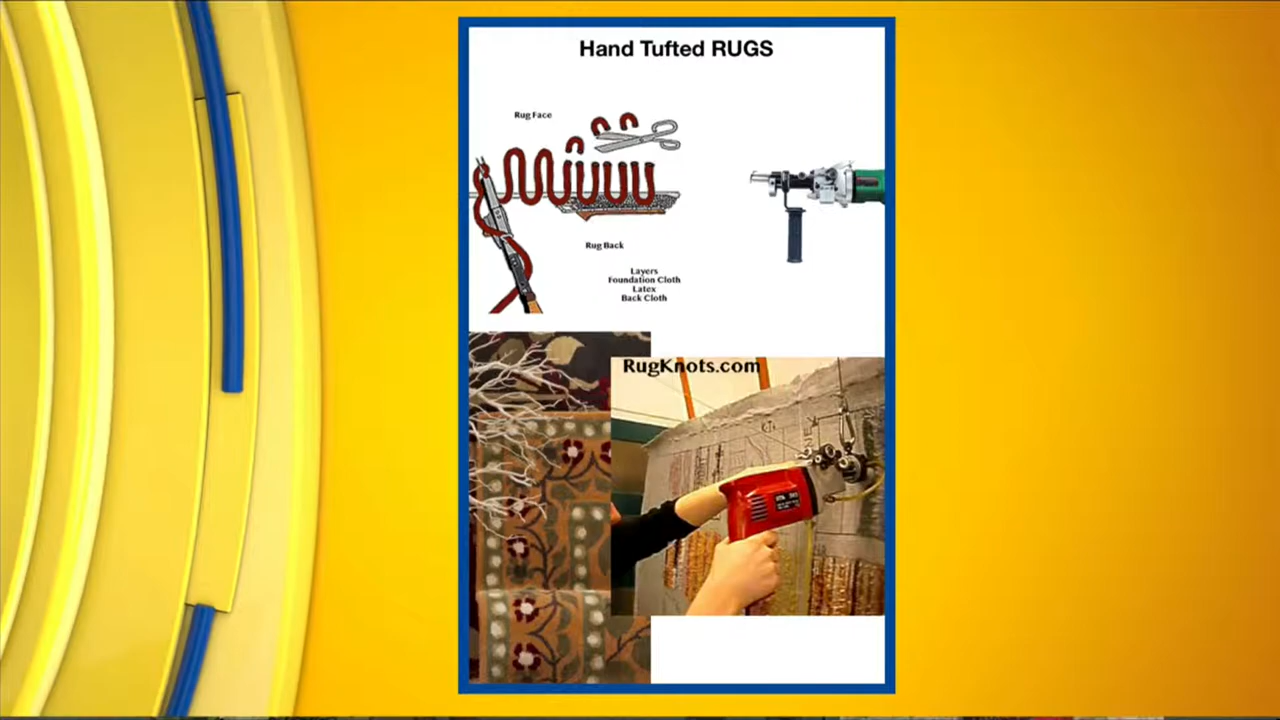 Hand Tufted RUGS
Rug Face
Rug Back
Layers
Foundation Cloth
Latex
Back Cloth
RugKnots.com